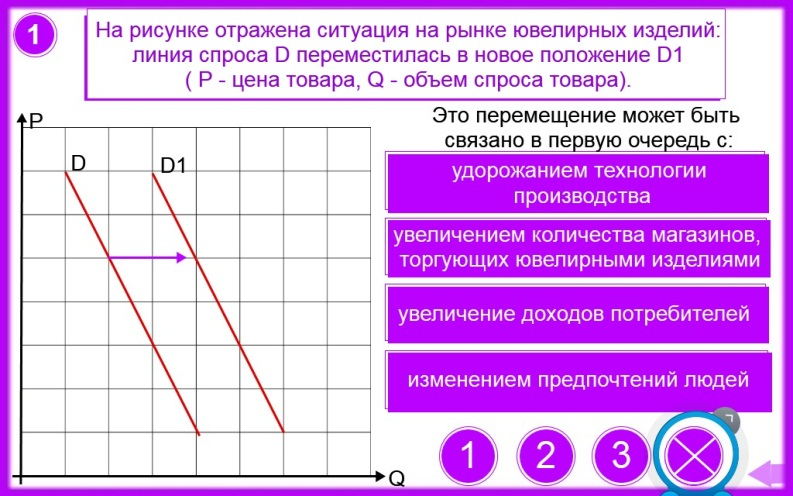 1
На рисунке отражена ситуация на рынке ювелирных изделий:
линия спроса D переместилась в новое положение D1
( P - цена товара, Q - объем спроса товара).
P
D
D1
Q
Это перемещение может быть
связано в первую очередь с:
удорожанием технологии
производства
увеличением количества магазинов,
торгующих ювелирными изделиями
увеличение доходов потребителей
изменением предпочтений людей
1
2
3